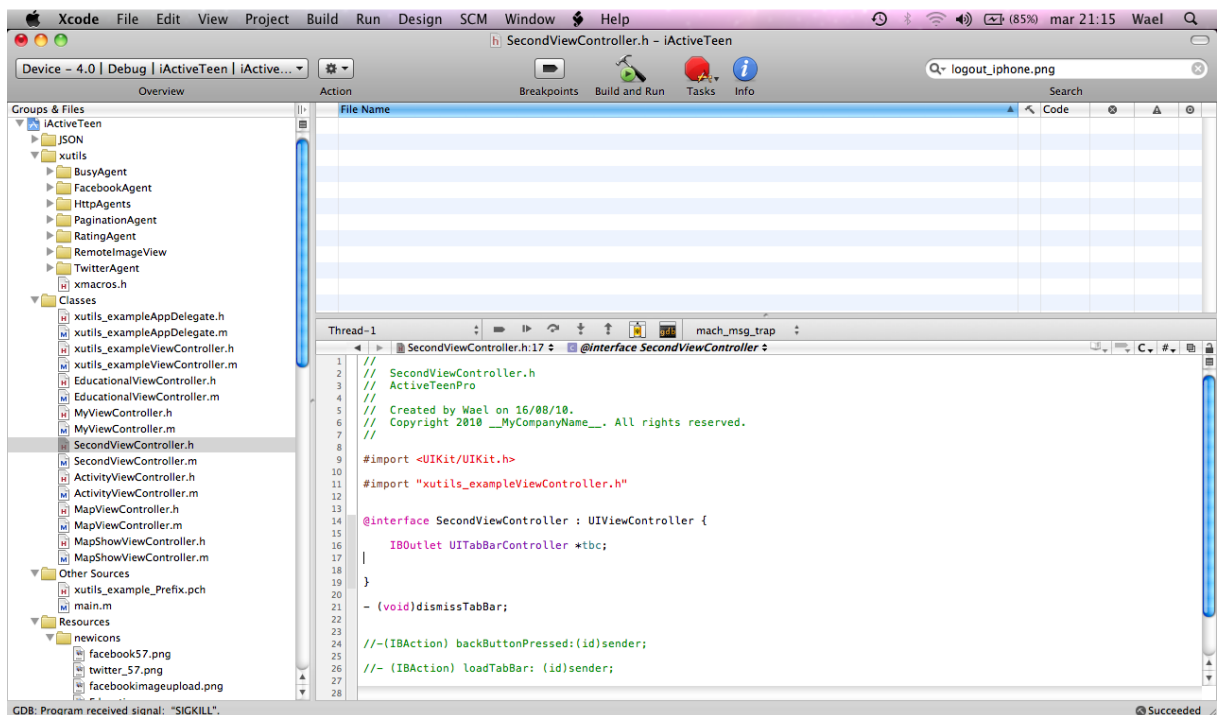 Xcode File Edit View Project Build Run Design SCM Window Help (85%) mar 21:15 Wael
h SecondViewController.h – iActiveTeen
Device – 4.0 | Debug | iActiveTeen | iActive... logout_iphone.png
Overview Action Breakpoints Build and Run Tasks Info Search
Groups & Files
iActiveTeen
JSON
xutils
BusyAgent
FacebookAgent
HttpAgents
PaginationAgent
RatingAgent
RemoteImageView
TwitterAgent
h xmacros.h
Classes
h xutils_exampleAppDelegate.h
m xutils_exampleAppDelegate.m
h xutils_exampleViewController.h
m xutils_exampleViewController.m
h EducationalViewController.h
m EducationalViewController.m
h MyViewController.h
m MyViewController.m
h SecondViewController.h
m SecondViewController.m
h ActivityViewController.h
m ActivityViewController.m
h MapViewController.h
m MapViewController.m
h MapShowViewController.h
m MapShowViewController.m
Other Sources
h xutils_example_Prefix.pch
m main.m
Resources
newicons
facebook57.png
twitter_57.png
facebookimageupload.png
File Name Code
Thread-1 gdb mach_msg_trap
SecondViewController.h:17 @interface SecondViewController C #
1 //
2 // SecondViewController.h
3 // ActiveTeenPro
4 //
5 // Created by Wael on 16/08/10.
6 // Copyright 2010 __MyCompanyName__. All rights reserved.
7 //
8
9 #import <UIKit/UIKit.h>
10
11 #import "xutils_exampleViewController.h"
12
13
14 @interface SecondViewController : UIViewController {
15
16 IBOutlet UITabBarController *tbc;
17
18
19 }
20
21 - (void)dismissTabBar;
22
23
24 //-(IBAction) backButtonPressed:(id)sender;
25
26 //- (IBAction) loadTabBar: (id)sender;
27
28
GDB: Program received signal: "SIGKILL". Succeeded